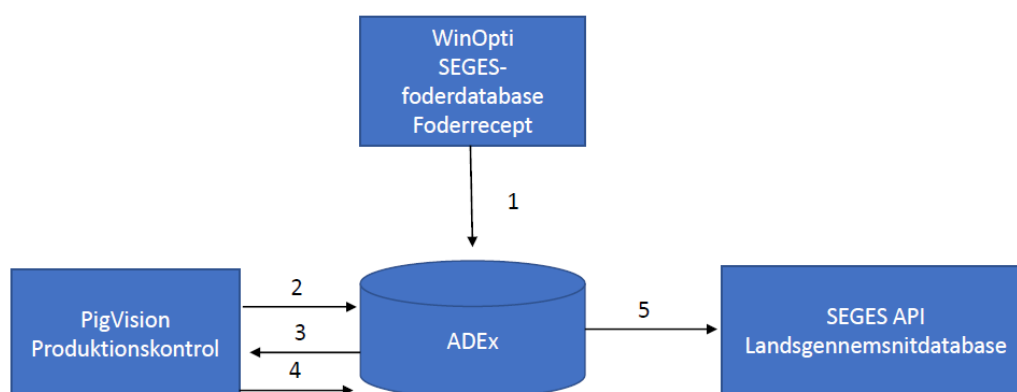 WinOpti
SEGES-
foderdatabase
Foderrecept
1
2
PigVision
Produktionskontrol
3
4
ADEx
5
SEGES API
Landsgennemsnitdatabase